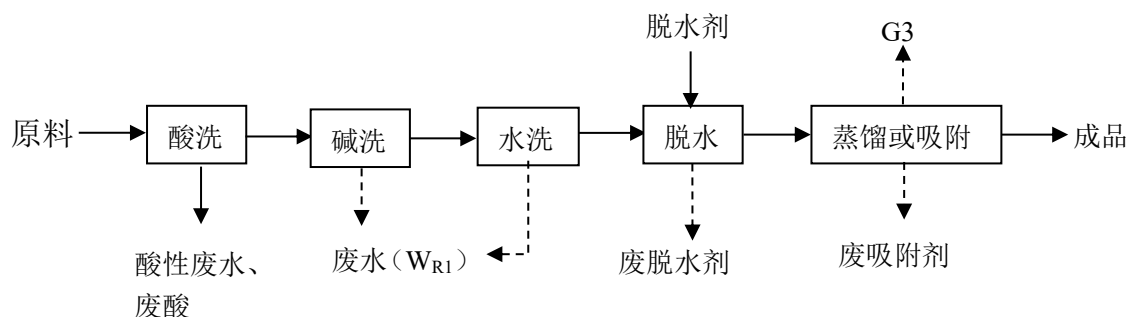 脱水剂
G3
原料
酸洗
碱洗
水洗
脱水
蒸馏或吸附
成品
酸性废水、
废酸
废水（WR1）
废脱水剂
废吸附剂